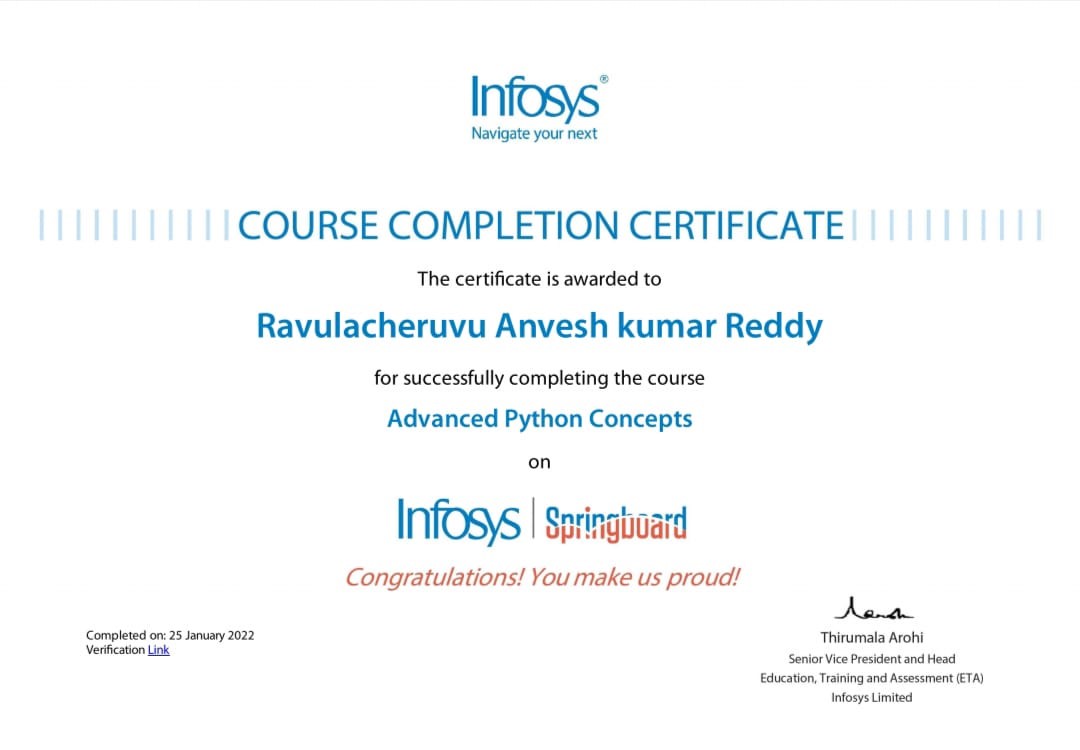 Infosys®
Navigate your next
COURSE COMPLETION CERTIFICATE
The certificate is awarded to
Ravulacheruvu Anvesh kumar Reddy
for successfully completing the course
Advanced Python Concepts
on
Infosys | Springboard
Congratulations! You make us proud!
Completed on: 25 January 2022
Verification Link
Thirumala Arohi
Senior Vice President and Head
Education, Training and Assessment (ETA)
Infosys Limited